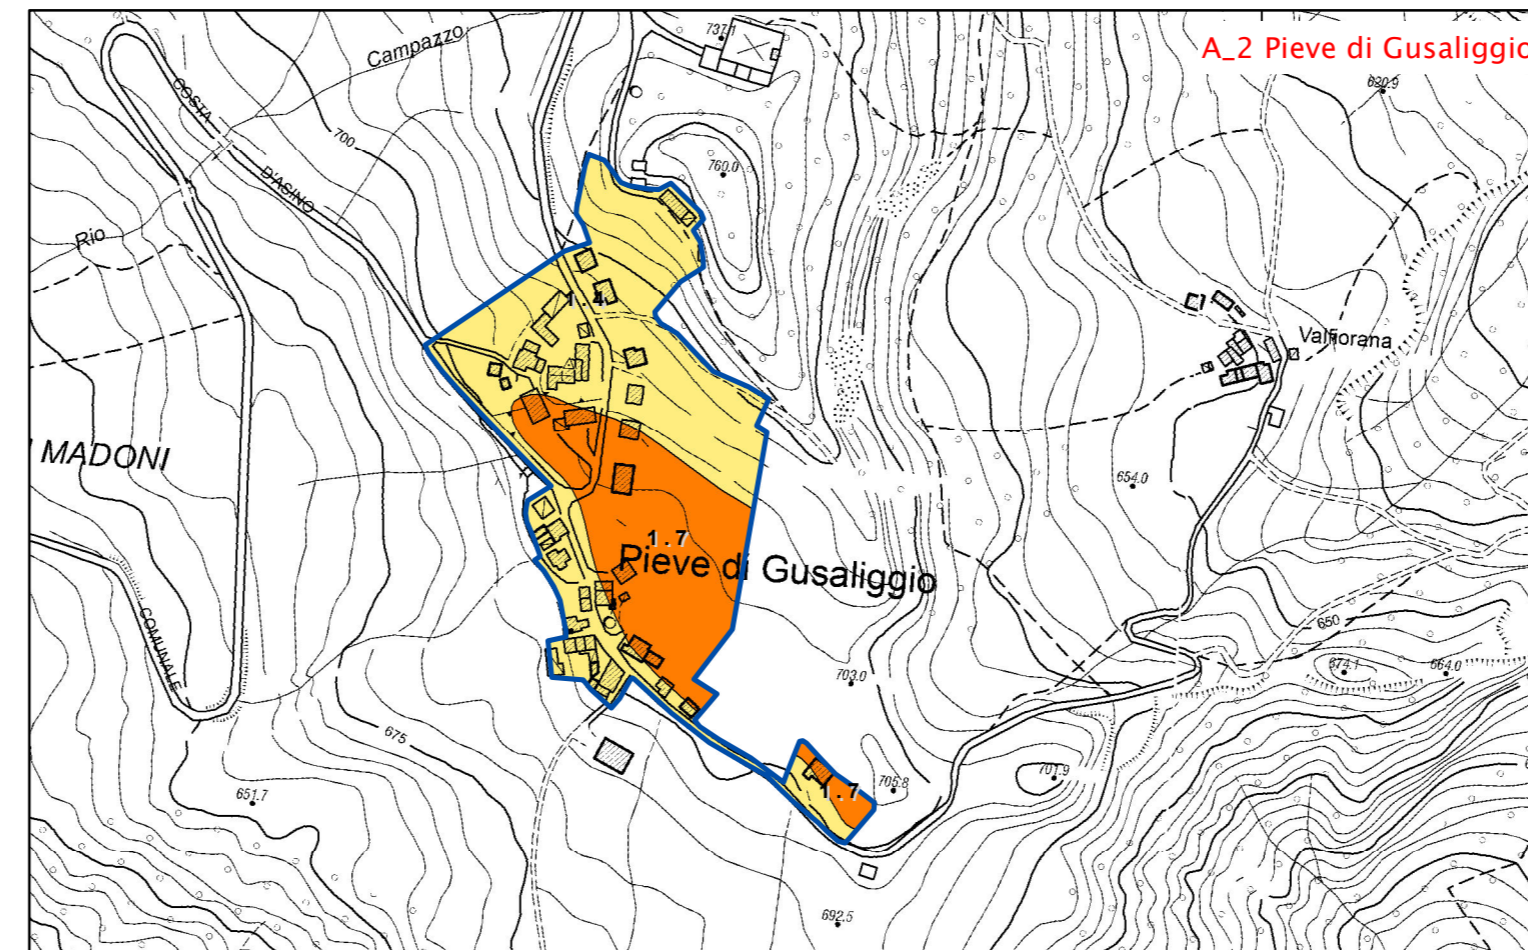 A_2 Pieve di Gusaliggio
Campazzo
737.1
620.9
COSTA
700
760.0
D'ASINO
Rio
1.4
Valfiorana
MADONI
654.0
1.7
Pieve di Gusaliggio
COMUNALE
650
674.1
664.0
703.0
675
701.9
705.8
1.7
651.7
692.5